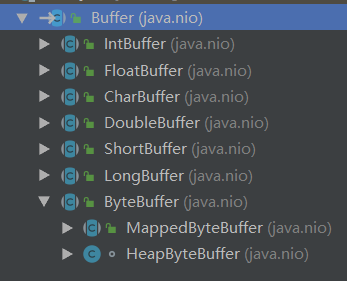 Buffer (java.nio)
IntBuffer (java.nio)
FloatBuffer (java.nio)
CharBuffer (java.nio)
DoubleBuffer (java.nio)
ShortBuffer (java.nio)
LongBuffer (java.nio)
ByteBuffer (java.nio)
MappedByteBuffer (java.nio)
HeapByteBuffer (java.nio)